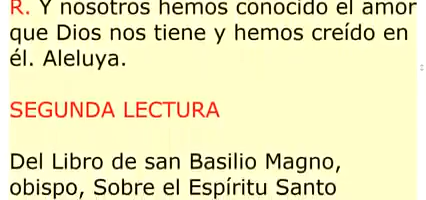 R. Y nosotros hemos conocido el amor
que Dios nos tiene y hemos creído en
él. Aleluya.
SEGUNDA LECTURA
Del Libro de san Basilio Magno,
obispo, Sobre el Espíritu Santo